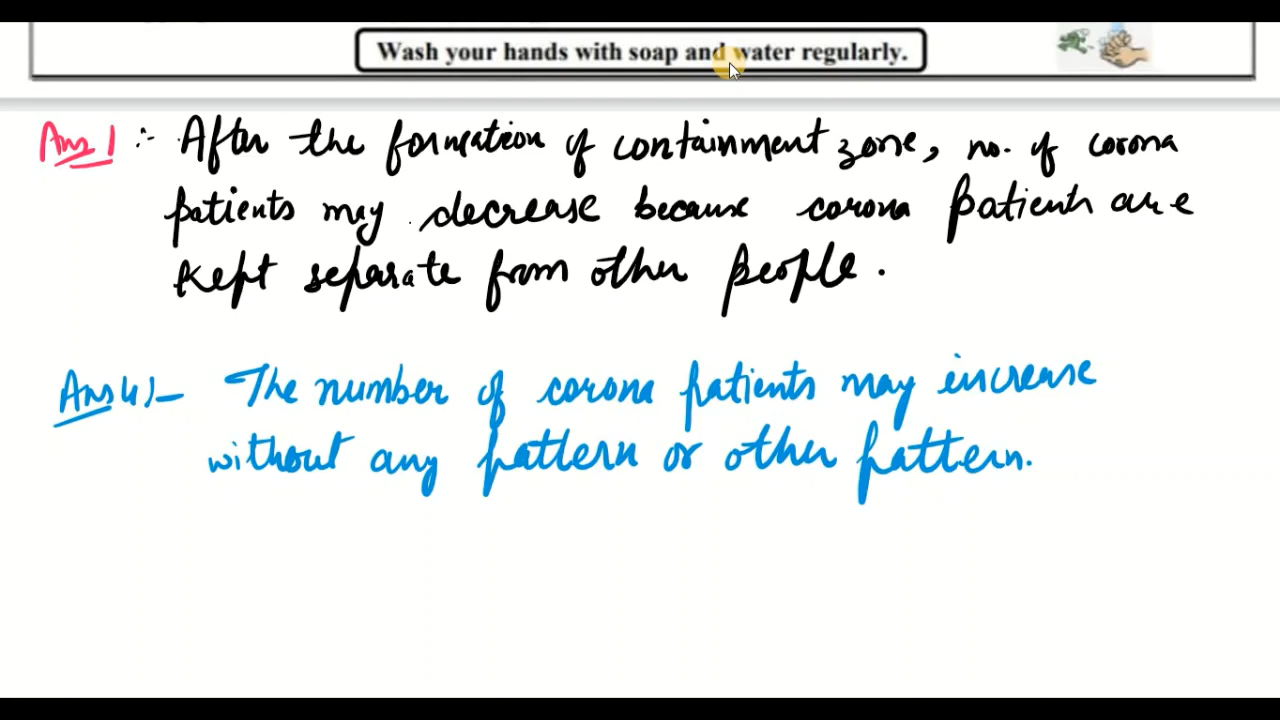 Wash your hands with soap and water regularly.
Ans 1 :- After the formation of containment zone, no. of corona
patients may decrease because corona patients are
kept separate from other people.
Ans 4)- The number of corona patients may increase
without any pattern or other pattern.